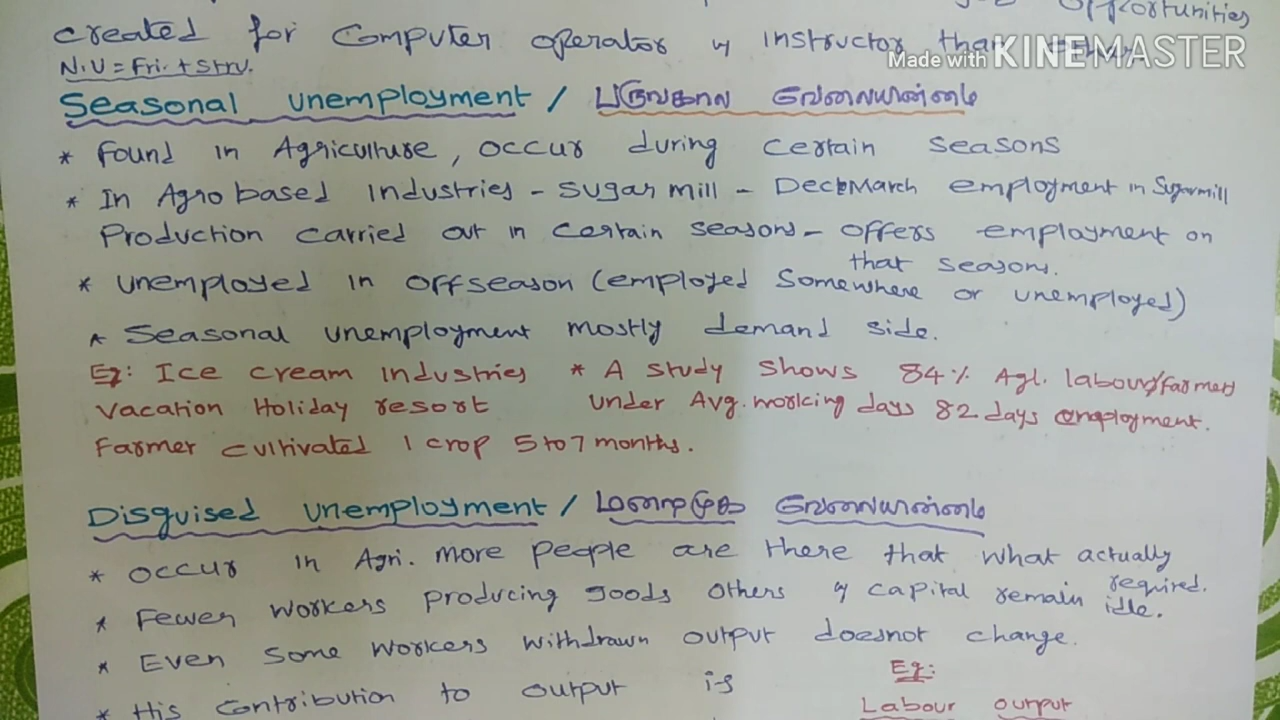 opportunities
created for Computer operator & instructor than
Made with KINEMASTER
N.U = Fri. + Stru.
Seasonal unemployment / பருவகால வேலையின்மை
* found in Agriculture, occur during certain seasons
* In Agro based industries - sugar mill - Dec to March employment in Sugarmill
Production carried out in certain seasons - offers employment on
that seasons.
* unemployed in offseason (employed somewhere or unemployed)
* Seasonal unemployment mostly demand side.
Eg: Ice cream industries * A study shows 84% Agl. labours/farmers
Vacation Holiday resort under Avg. working days 82 days employment.
Farmer cultivated 1 crop 5 to 7 months.
Disguised unemployment / மறைமுக வேலையின்மை
* occur in Agri. more people are there that what actually
required.
* Fewer workers producing goods others & capital remain idle.
* Even some workers withdrawn output doesnot change.
* His contribution to output is
Eg:
Labour output